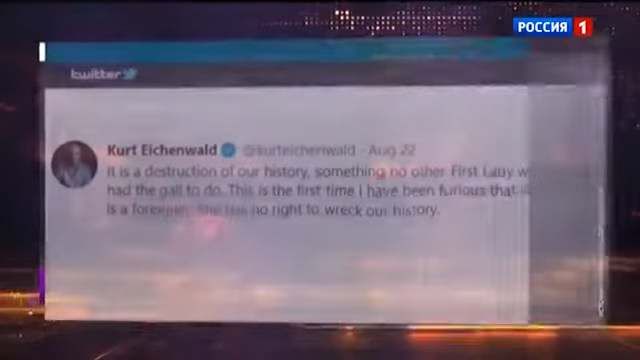 РОССИЯ 1
twitter
Kurt Eichenwald @kurteichenwald · Aug 22
It is a destruction of our history, something no other First Lady w
had the gall to do. This is the first time I have been furious that
is a foreigner. She has no right to wreck our history.